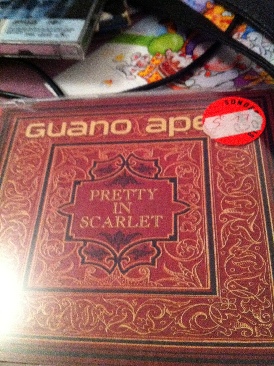 GUANO APE
PRETTY
IN
SCARLET